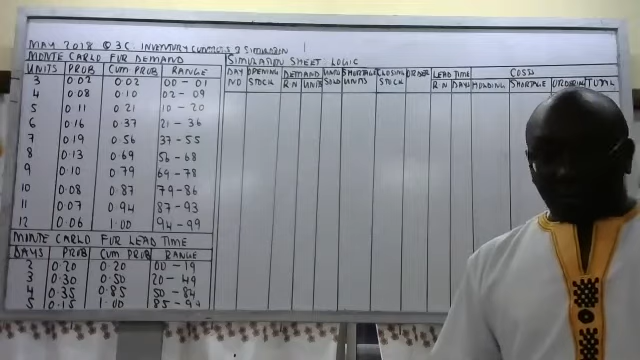 MAY 2018 Q3C: INVENTORY CONTROLS & SIMULATION
MONTE CARLO FUR DEMAND
UNITS PROB CUM PROB RANGE
3 0.02 0.02 00 - 01
4 0.08 0.10 02 - 09
5 0.11 0.21 10 - 20
6 0.16 0.37 21 - 36
7 0.19 0.56 37 - 55
8 0.13 0.69 56 - 68
9 0.10 0.79 69 - 78
10 0.08 0.87 79 - 86
11 0.07 0.94 87 - 93
12 0.06 1.00 94 - 99
MONTE CARLO FUR LEAD TIME
DAYS PROB CUM PROB RANGE
2 0.20 0.20 00 - 19
3 0.30 0.50 20 - 49
4 0.35 0.85 50 - 84
5 0.15 1.00 85 - 99
SIMULATION SHEET: LOGIC
DAY OPENING DEMAND UNITS SHORTAGE CLOSING ORDER LEAD TIME COSTS
NO STOCK R N UNITS SOLD UNITS STOCK R N DAYS HOLDING SHORTAGE ORDERING TOTAL